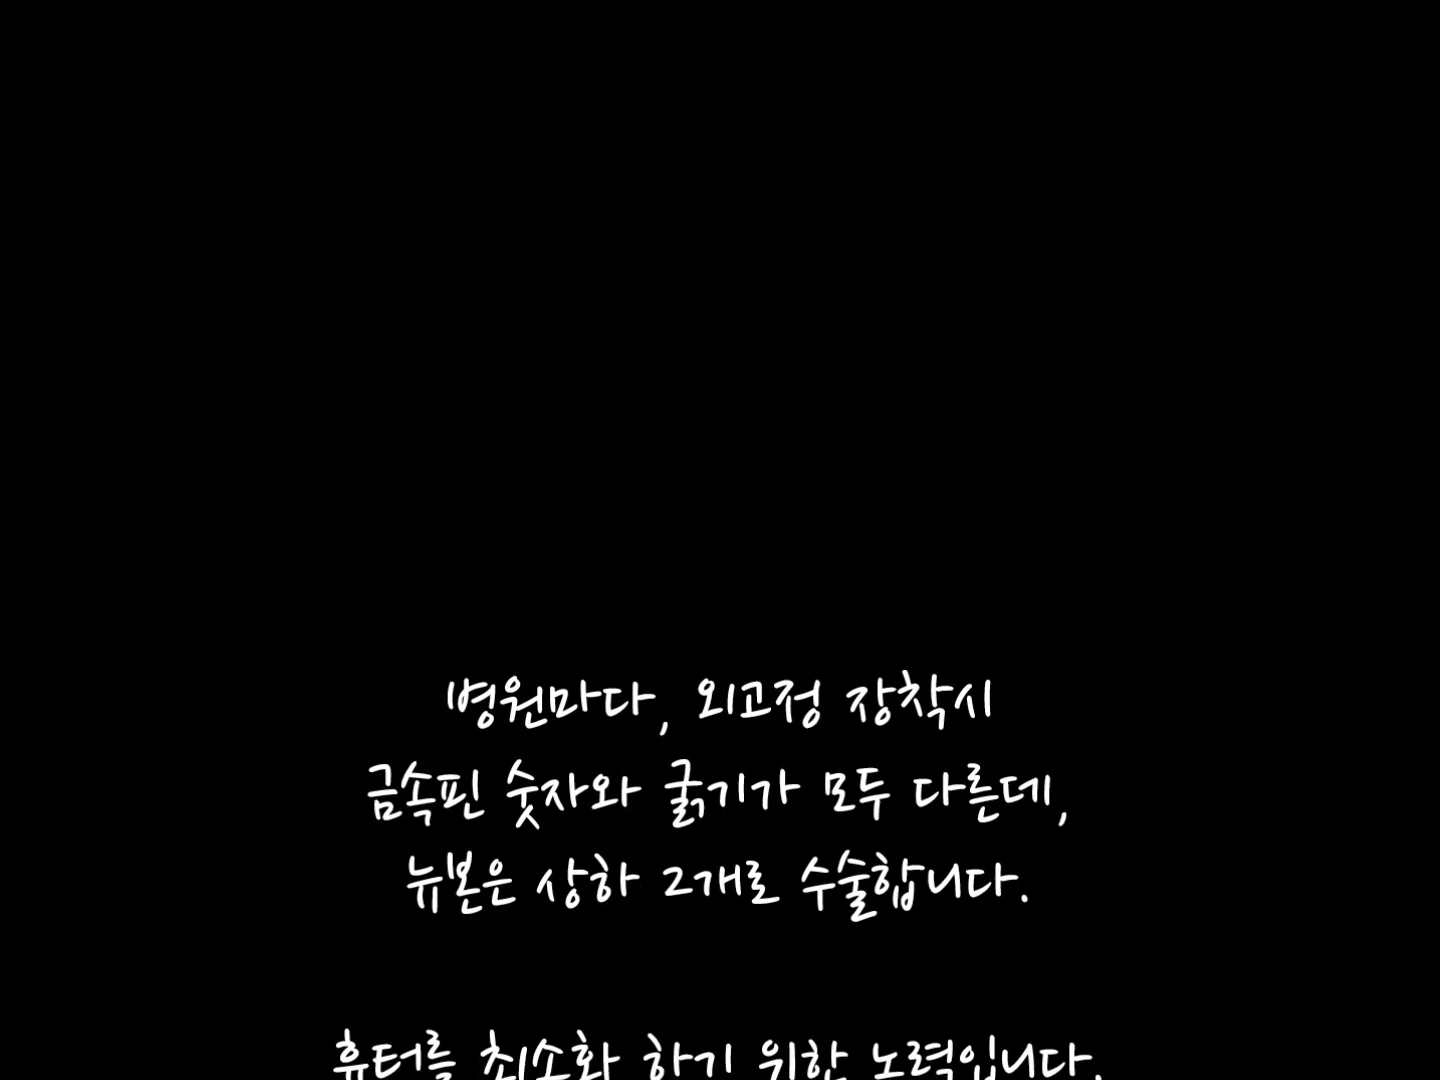 병원마다, 외고정 장착시
금속핀 숫자와 굵기가 모두 다른데,
뉴본은 상하 2개로 수술합니다.
흉터를 최소화 하기 위한 노력입니다.